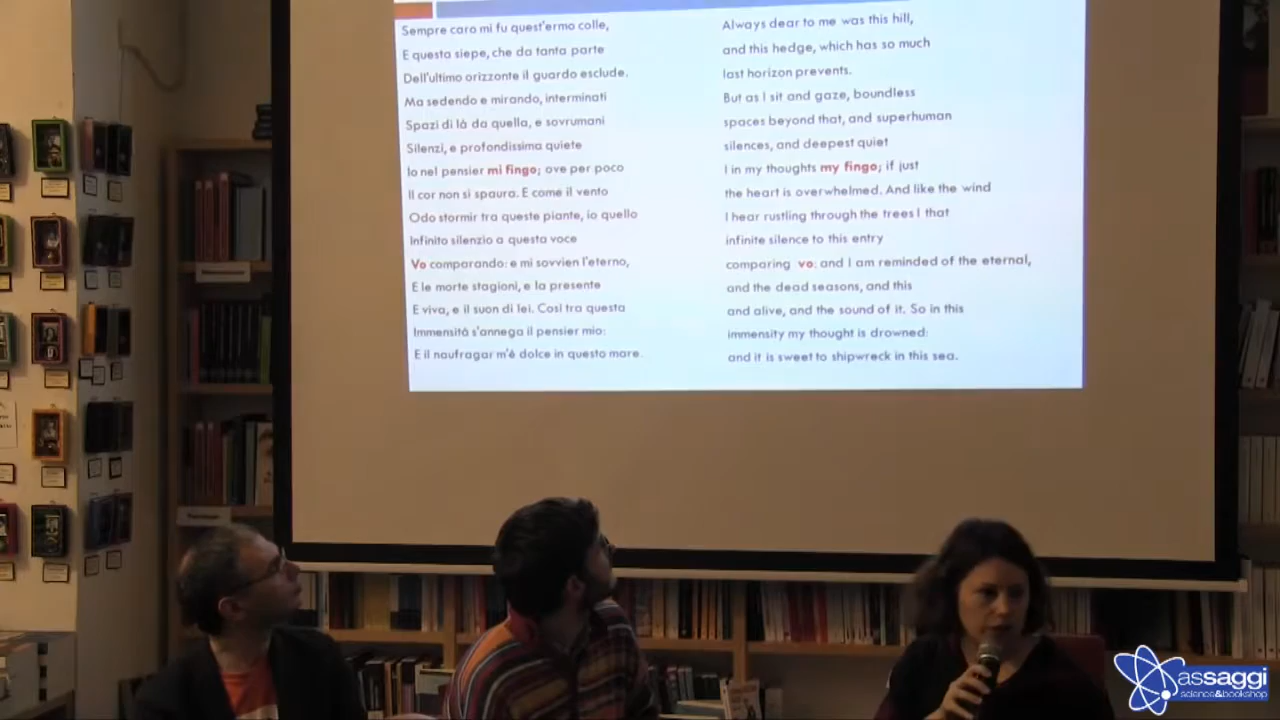 Sempre caro mi fu quest'ermo colle,
E questa siepe, che da tanta parte
Dell'ultimo orizzonte il guardo esclude.
Ma sedendo e mirando, interminati
Spazi di là da quella, e sovrumani
Silenzi, e profondissima quiete
Io nel pensier mi fingo; ove per poco
Il cor non si spaura. E come il vento
Odo stormir tra queste piante, io quello
Infinito silenzio a questa voce
Vo comparando: e mi sovvien l'eterno,
E le morte stagioni, e la presente
E viva, e il suon di lei. Così tra questa
Immensità s'annega il pensier mio:
E il naufragar m'è dolce in questo mare.
Always dear to me was this hill,
and this hedge, which has so much
last horizon prevents.
But as I sit and gaze, boundless
spaces beyond that, and superhuman
silences, and deepest quiet
I in my thoughts my fingo; if just
the heart is overwhelmed. And like the wind
I hear rustling through the trees I that
infinite silence to this entry
comparing vo: and I am reminded of the eternal,
and the dead seasons, and this
and alive, and the sound of it. So in this
immensity my thought is drowned:
and it is sweet to shipwreck in this sea.
assaggi
science&bookshop